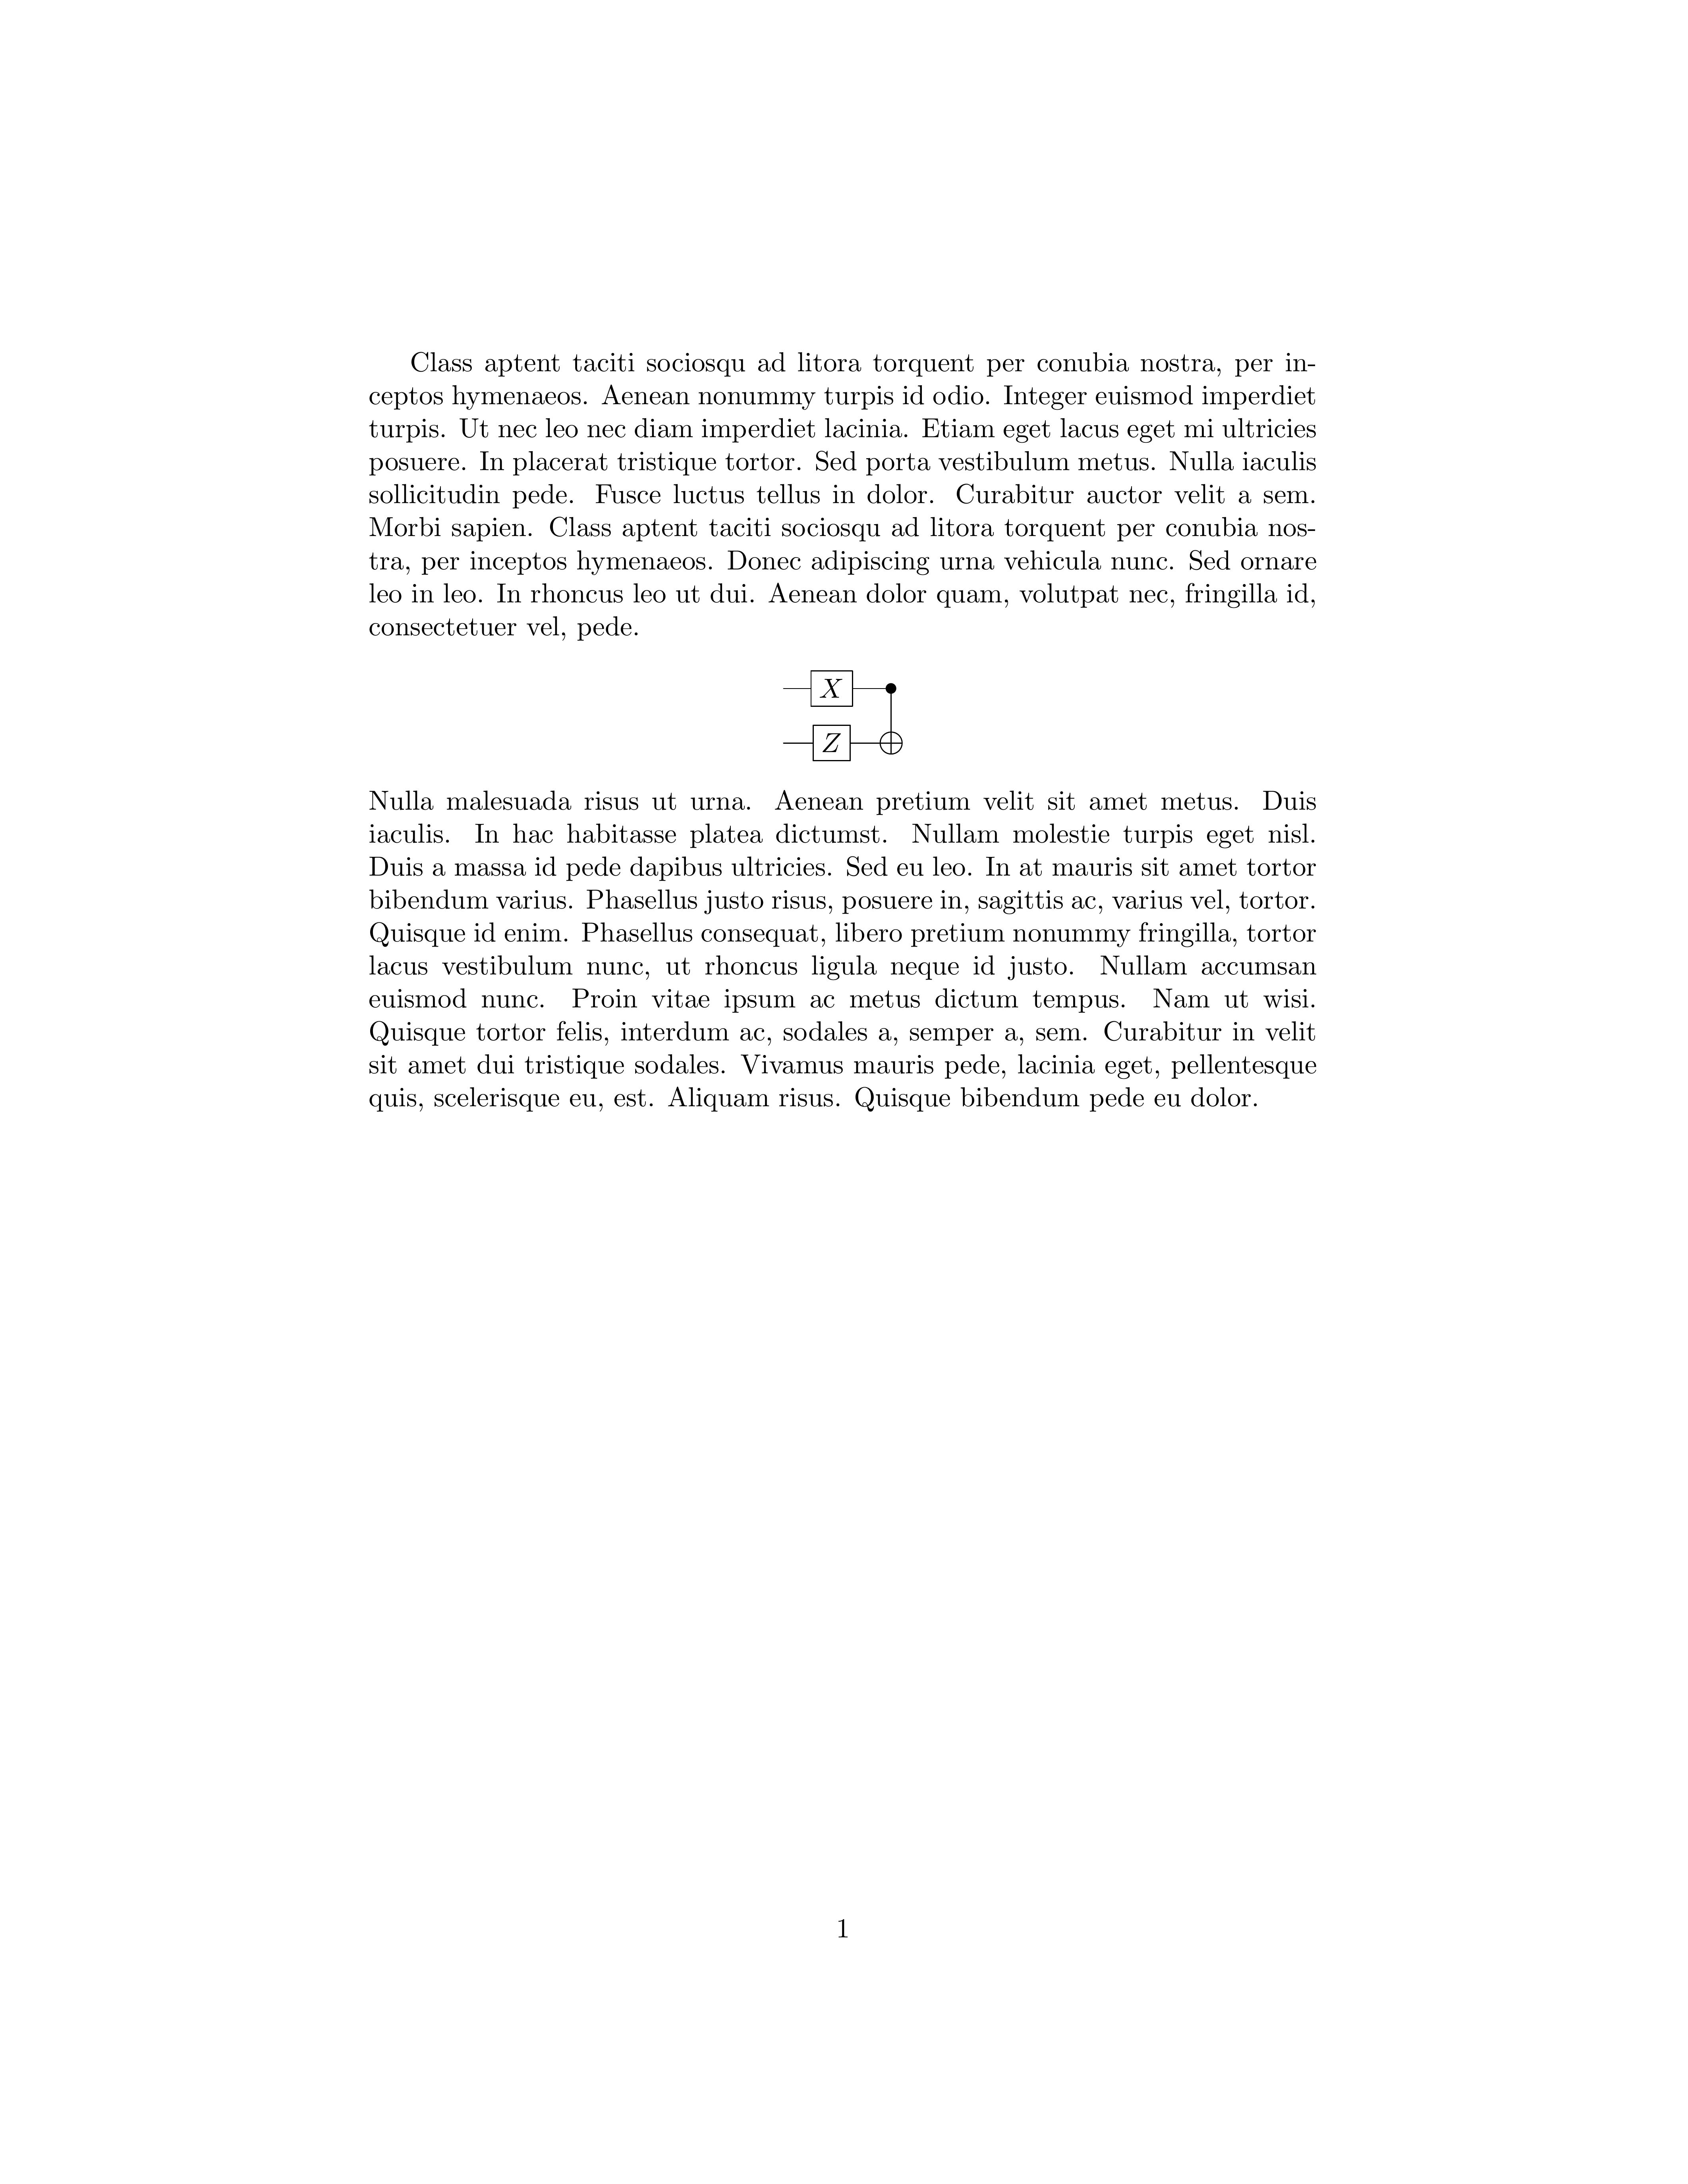 Class aptent taciti sociosqu ad litora torquent per conubia nostra, per in-
ceptos hymenaeos. Aenean nonummy turpis id odio. Integer euismod imperdiet
turpis. Ut nec leo nec diam imperdiet lacinia. Etiam eget lacus eget mi ultricies
posuere. In placerat tristique tortor. Sed porta vestibulum metus. Nulla iaculis
sollicitudin pede. Fusce luctus tellus in dolor. Curabitur auctor velit a sem.
Morbi sapien. Class aptent taciti sociosqu ad litora torquent per conubia nos-
tra, per inceptos hymenaeos. Donec adipiscing urna vehicula nunc. Sed ornare
leo in leo. In rhoncus leo ut dui. Aenean dolor quam, volutpat nec, fringilla id,
consectetuer vel, pede.
X
Z
Nulla malesuada risus ut urna. Aenean pretium velit sit amet metus. Duis
iaculis. In hac habitasse platea dictumst. Nullam molestie turpis eget nisl.
Duis a massa id pede dapibus ultricies. Sed eu leo. In at mauris sit amet tortor
bibendum varius. Phasellus justo risus, posuere in, sagittis ac, varius vel, tortor.
Quisque id enim. Phasellus consequat, libero pretium nonummy fringilla, tortor
lacus vestibulum nunc, ut rhoncus ligula neque id justo. Nullam accumsan
euismod nunc. Proin vitae ipsum ac metus dictum tempus. Nam ut wisi.
Quisque tortor felis, interdum ac, sodales a, semper a, sem. Curabitur in velit
sit amet dui tristique sodales. Vivamus mauris pede, lacinia eget, pellentesque
quis, scelerisque eu, est. Aliquam risus. Quisque bibendum pede eu dolor.
1